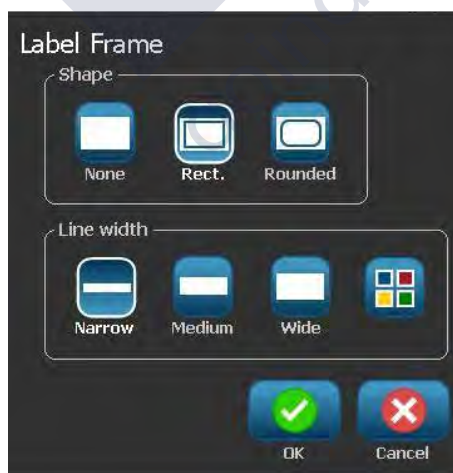 Label Frame
Shape
None Rect. Rounded
Line width
Narrow Medium Wide
OK Cancel